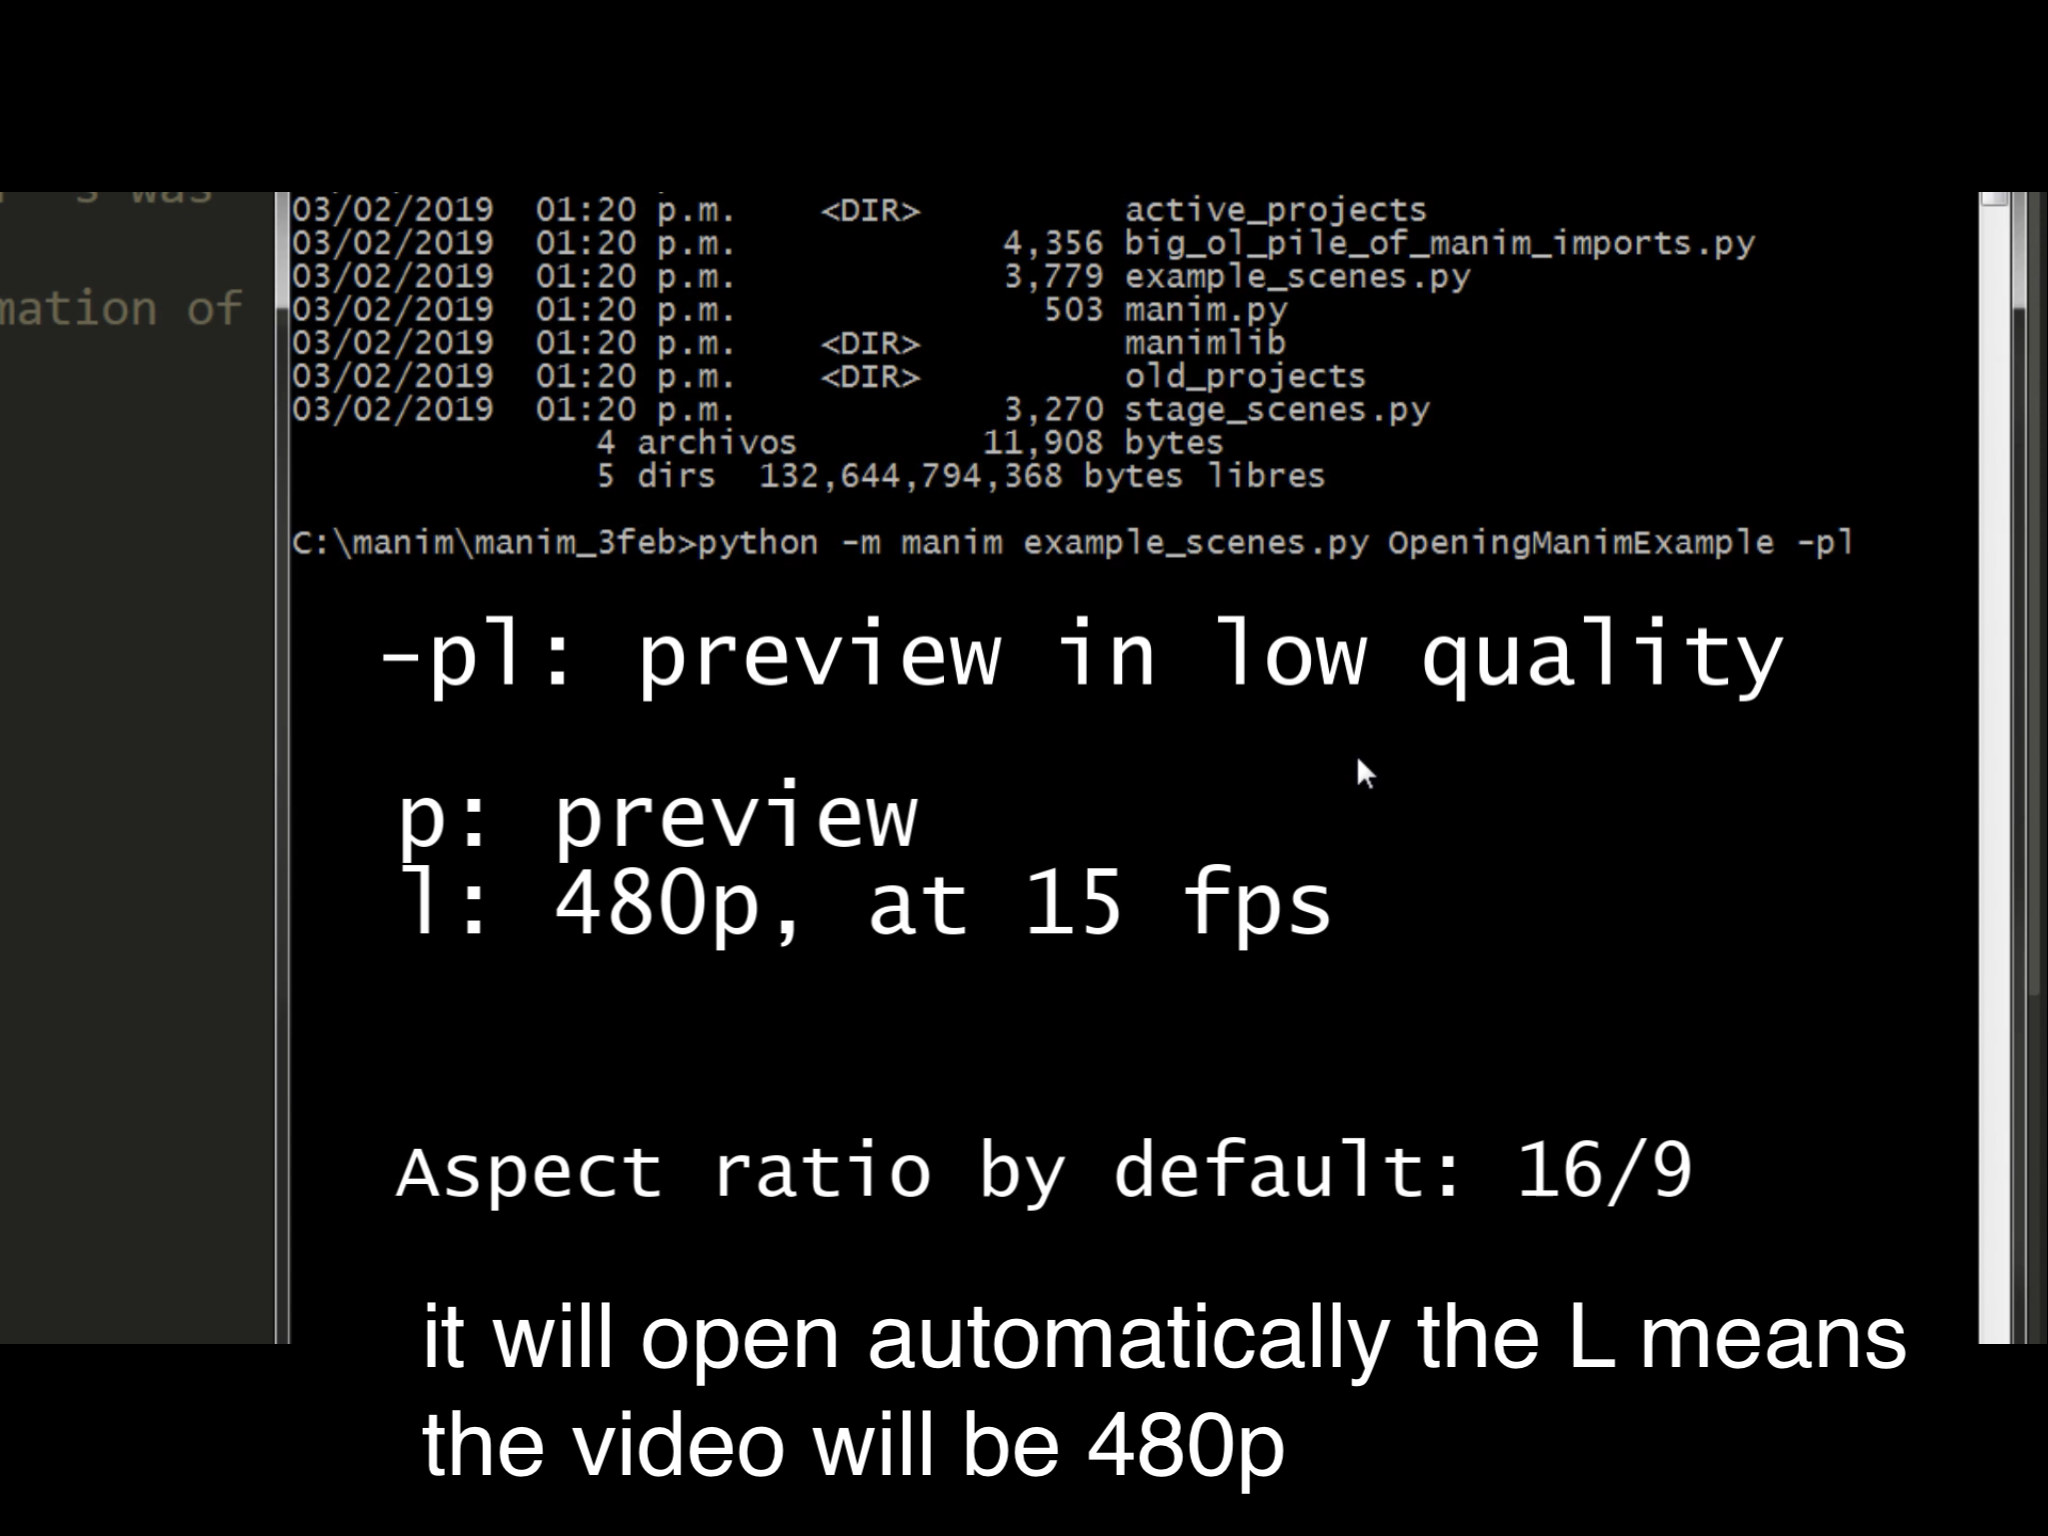 s was
mation of
03/02/2019 01:20 p.m. <DIR> active_projects
03/02/2019 01:20 p.m. 4,356 big_ol_pile_of_manim_imports.py
03/02/2019 01:20 p.m. 3,779 example_scenes.py
03/02/2019 01:20 p.m. 503 manim.py
03/02/2019 01:20 p.m. <DIR> manimlib
03/02/2019 01:20 p.m. <DIR> old_projects
03/02/2019 01:20 p.m. 3,270 stage_scenes.py
4 archivos 11,908 bytes
5 dirs 132,644,794,368 bytes libres
C:\manim\manim_3feb>python -m manim example_scenes.py OpeningManimExample -pl
-pl: preview in low quality
p: preview
l: 480p, at 15 fps
Aspect ratio by default: 16/9
it will open automatically the L means
the video will be 480p